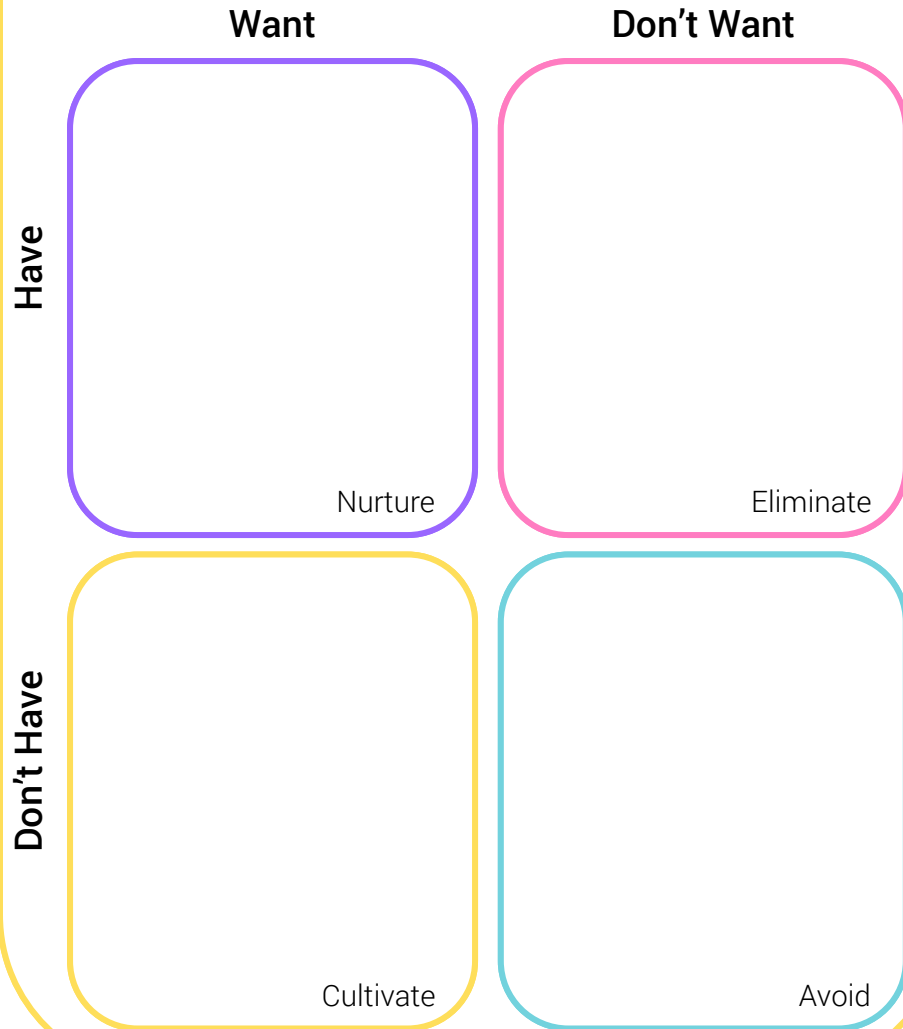 Want
Don’t Want
Have
Nurture
Eliminate
Don’t Have
Cultivate
Avoid